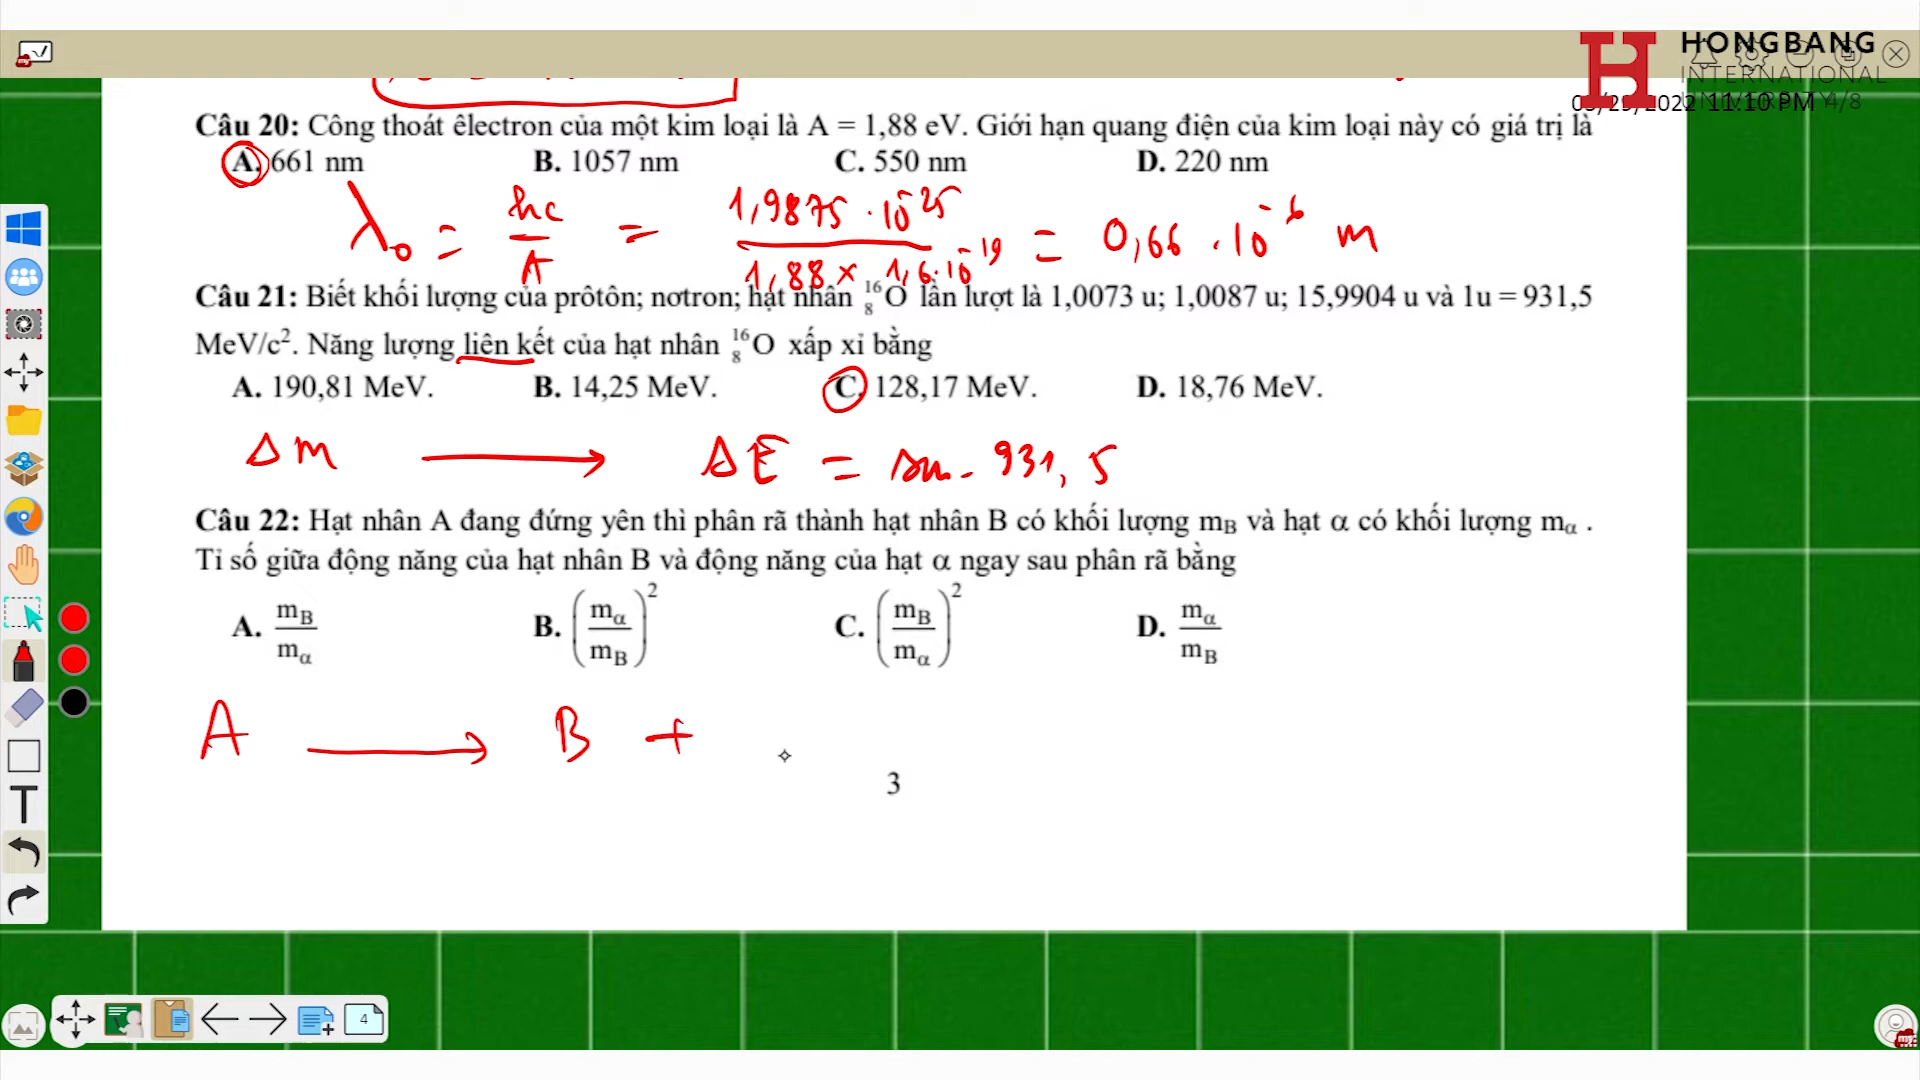 HONGBANG
INTERNATIONAL
UNIVERSITY
2022 11:10 PM 4/8
Câu 20: Công thoát êlectron của một kim loại là A = 1,88 eV. Giới hạn quang điện của kim loại này có giá trị là
A. 661 nm B. 1057 nm C. 550 nm D. 220 nm
λ₀ = hc/A = 1,9875 . 10⁻²⁵ / 1,88 x 1,6.10⁻¹⁹ = 0,66 . 10⁻⁶ m
Câu 21: Biết khối lượng của prôtôn; nơtron; hạt nhân ¹⁶₈O lần lượt là 1,0073 u; 1,0087 u; 15,9904 u và 1u = 931,5
MeV/c². Năng lượng liên kết của hạt nhân ¹⁶₈O xấp xỉ bằng
A. 190,81 MeV. B. 14,25 MeV. C. 128,17 MeV. D. 18,76 MeV.
Δm → ΔE = Δm . 931,5
Câu 22: Hạt nhân A đang đứng yên thì phân rã thành hạt nhân B có khối lượng m_B và hạt α có khối lượng m_α .
Tỉ số giữa động năng của hạt nhân B và động năng của hạt α ngay sau phân rã bằng
A. m_B/m_α B. (m_α/m_B)² C. (m_B/m_α)² D. m_α/m_B
A → B +
3
T
4